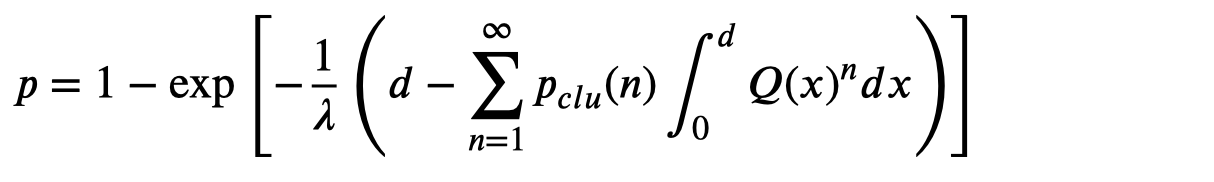 p = 1 − exp [ −1/λ ( d − ∑_{n=1}^{∞} p_{clu}(n) ∫_0^d Q(x)^n dx ) ]